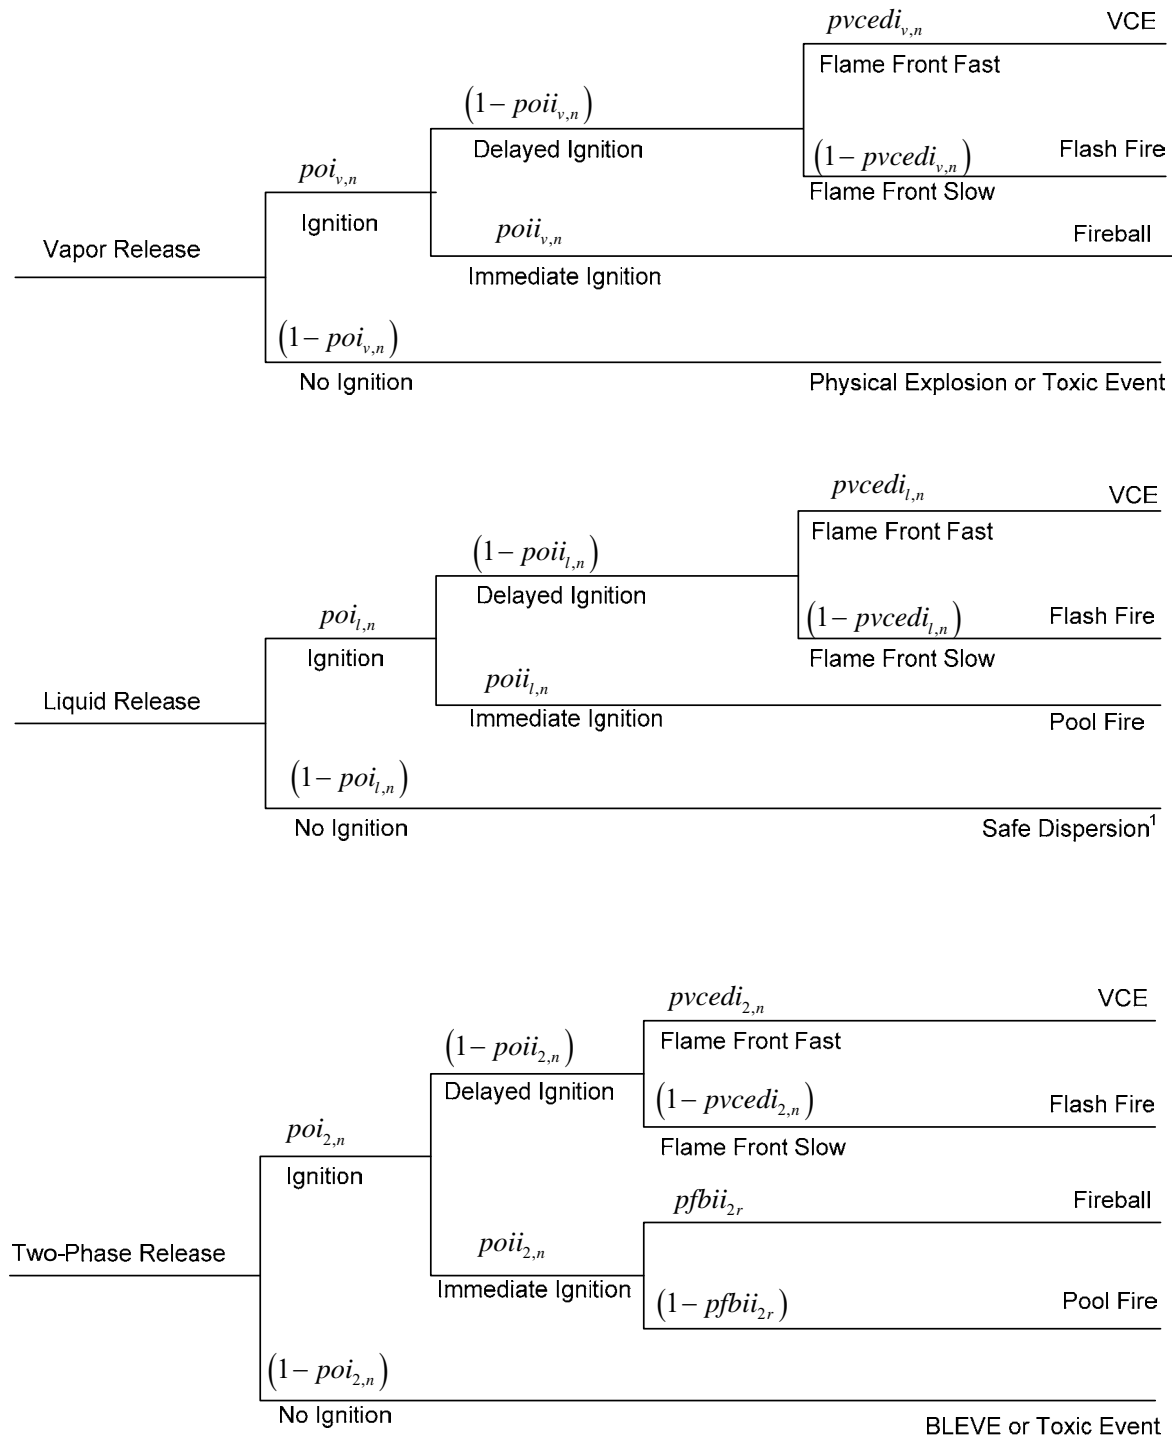 pvcedi_{v,n} VCE
Flame Front Fast
(1− poii_{v,n})
Delayed Ignition
(1− pvcedi_{v,n}) Flash Fire
Flame Front Slow
poi_{v,n}
Ignition
poii_{v,n} Fireball
Immediate Ignition
Vapor Release
(1− poi_{v,n})
No Ignition
Physical Explosion or Toxic Event
pvcedi_{l,n} VCE
Flame Front Fast
(1− poii_{l,n})
Delayed Ignition
(1− pvcedi_{l,n}) Flash Fire
Flame Front Slow
poi_{l,n}
Ignition
poii_{l,n}
Immediate Ignition
Pool Fire
Liquid Release
(1− poi_{l,n})
No Ignition
Safe Dispersion¹
pvcedi_{2,n} VCE
Flame Front Fast
(1− poii_{2,n})
Delayed Ignition
(1− pvcedi_{2,n}) Flash Fire
Flame Front Slow
poi_{2,n}
Ignition
pfbii_{2r} Fireball
poii_{2,n}
Immediate Ignition
(1− pfbii_{2r}) Pool Fire
Two-Phase Release
(1− poi_{2,n})
No Ignition
BLEVE or Toxic Event